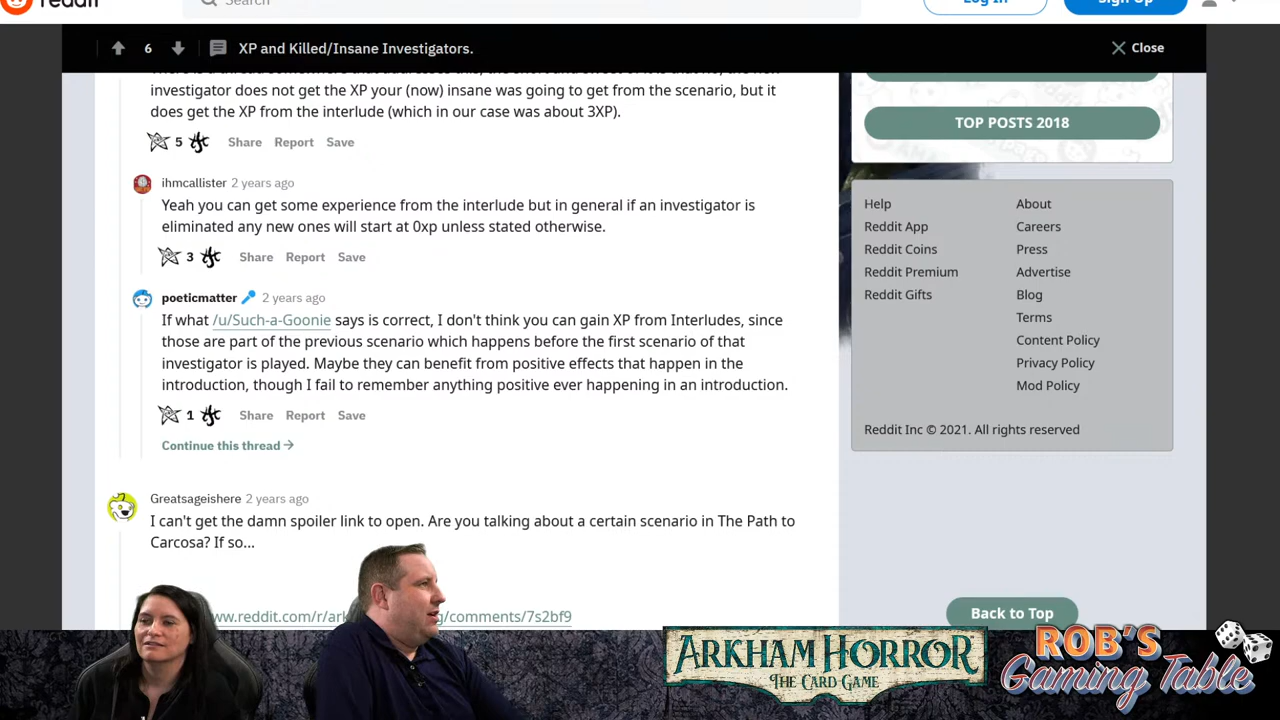 reddit
Search
Log In
Sign Up
6
XP and Killed/Insane Investigators.
Close
investigator does not get the XP your (now) insane was going to get from the scenario, but it
does get the XP from the interlude (which in our case was about 3XP).
5 Share Report Save
ihmcallister 2 years ago
Yeah you can get some experience from the interlude but in general if an investigator is
eliminated any new ones will start at 0xp unless stated otherwise.
3 Share Report Save
poeticmatter 2 years ago
If what /u/Such-a-Goonie says is correct, I don't think you can gain XP from Interludes, since
those are part of the previous scenario which happens before the first scenario of that
investigator is played. Maybe they can benefit from positive effects that happen in the
introduction, though I fail to remember anything positive ever happening in an introduction.
1 Share Report Save
Continue this thread
Greatsageishere 2 years ago
I can't get the damn spoiler link to open. Are you talking about a certain scenario in The Path to
Carcosa? If so...
ww.reddit.com/r/ark
g/comments/7s2bf9
TOP POSTS 2018
Help About
Reddit App Careers
Reddit Coins Press
Reddit Premium Advertise
Reddit Gifts Blog
Terms
Content Policy
Privacy Policy
Mod Policy
Reddit Inc © 2021. All rights reserved
Back to Top
ARKHAM HORROR
THE CARD GAME
ROB'S
Gaming Table